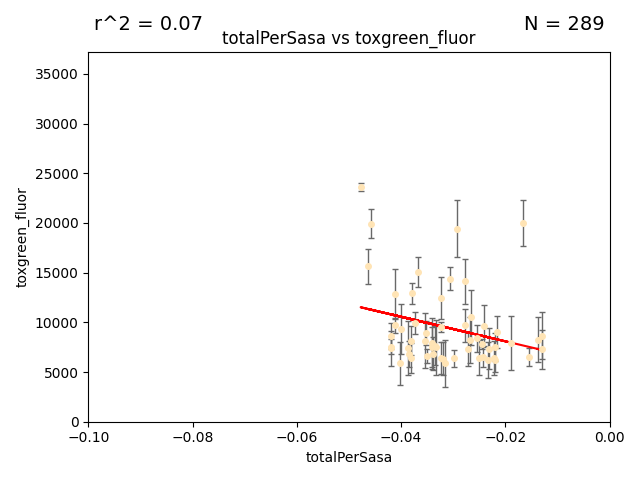 r^2 = 0.07
N = 289
totalPerSasa vs toxgreen_fluor
toxgreen_fluor
35000
30000
25000
20000
15000
10000
5000
0
−0.10
−0.08
−0.06
−0.04
−0.02
0.00
totalPerSasa